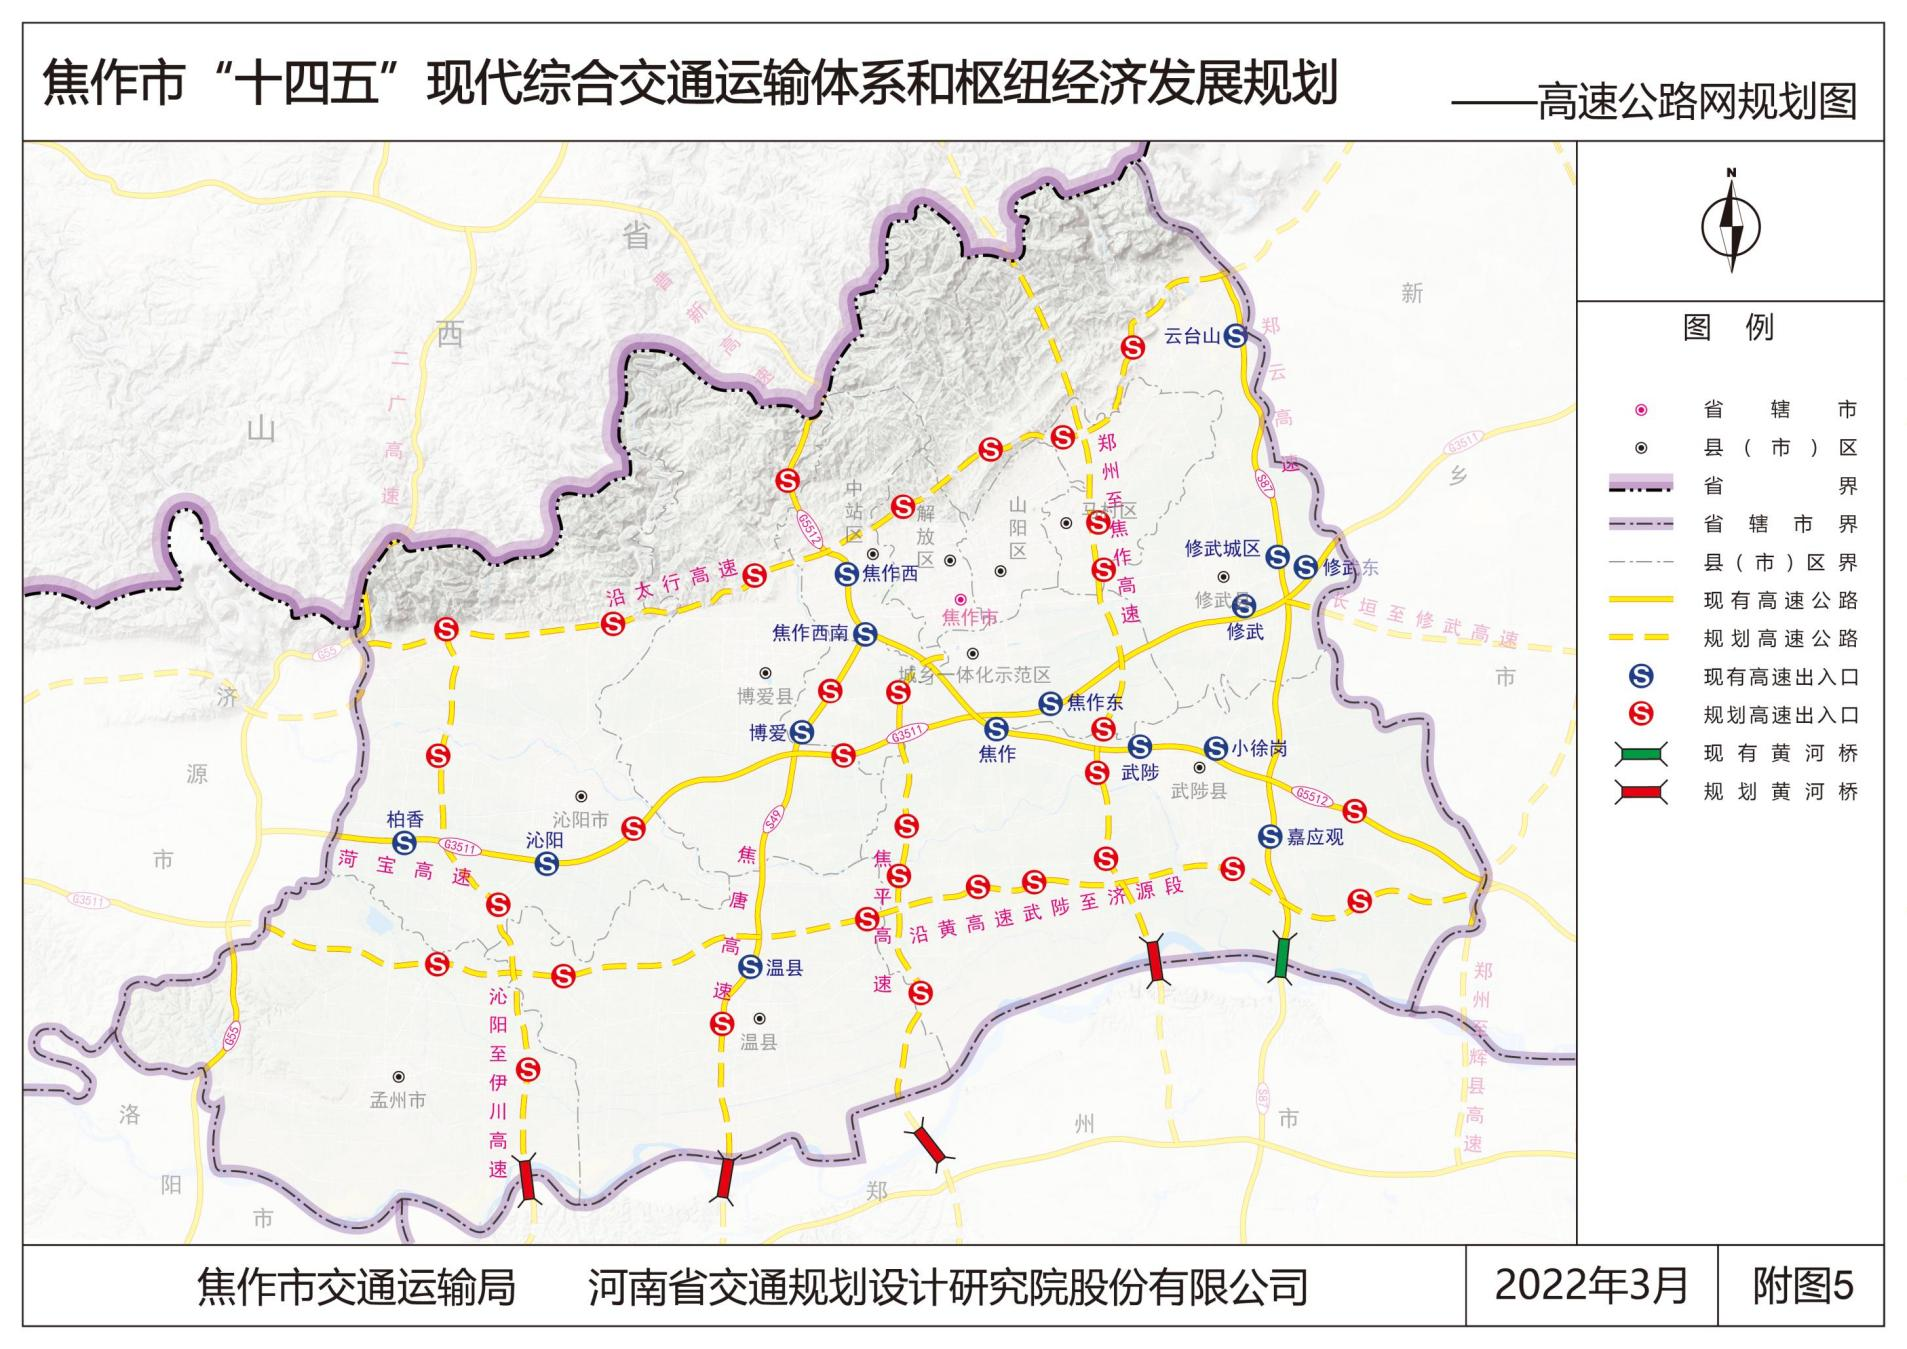 焦作市“十四五”现代综合交通运输体系和枢纽经济发展规划
——高速公路网规划图
N
图 例
省辖市
县(市)区
省界
省辖市界
县(市)区界
现有高速公路
规划高速公路
现有高速出入口
规划高速出入口
现有黄河桥
规划黄河桥
省
西
山
晋新高速
二广高速
新
乡
市
郑云高速
云台山
G3511
S87
郑州至焦作高速
中站区
解放区
山阳区
马村区
G5512
焦作西
修武城区
修武东
修武县
修武
长垣至修武高速
沿太行高速
焦作市
焦作西南
城乡一体化示范区
博爱县
博爱
G55
济
源
市
G3511
焦作东
焦作
武陟
小徐岗
武陟县
G5512
嘉应观
柏香
G3511
沁阳
沁阳市
S49
菏宝高速
焦唐高速
焦平高速
沿黄高速武陟至济源段
G3511
温县
温县
沁阳至伊川高速
G55
孟州市
郑州至辉县高速
S87
洛
阳
市
郑
州
市
焦作市交通运输局
河南省交通规划设计研究院股份有限公司
2022年3月
附图5